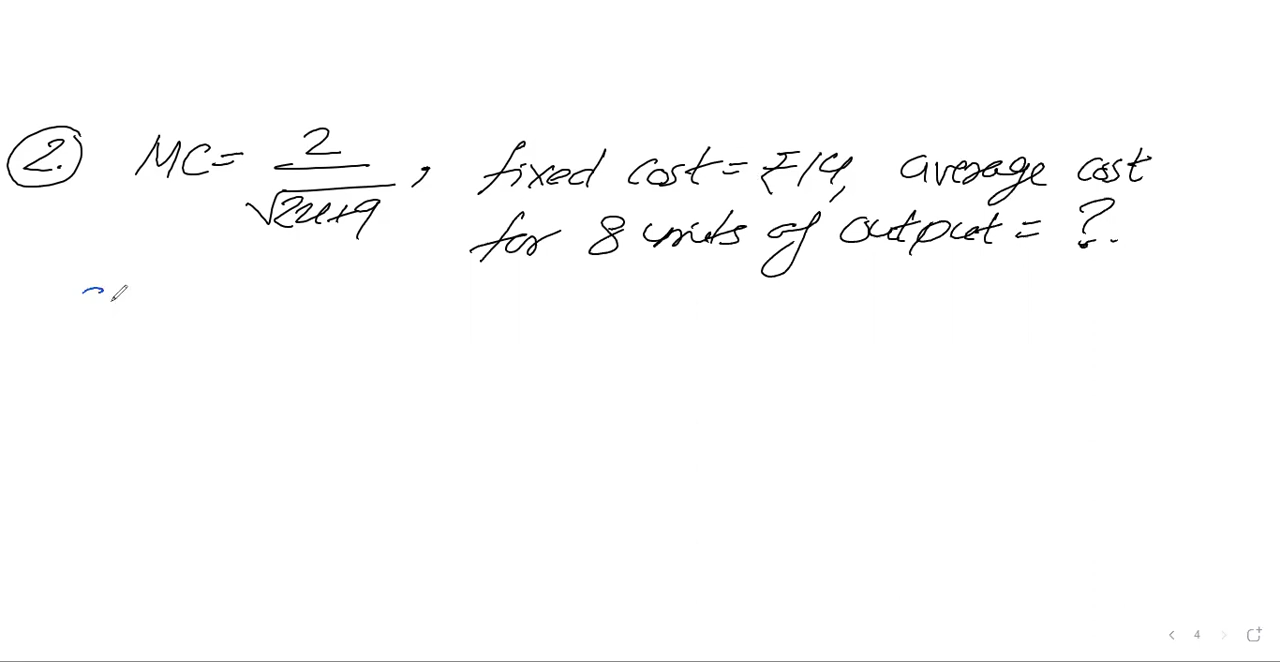 2. MC = 2/√(2x+9), fixed cost = ₹14, average cost
for 8 units of output = ?.
4